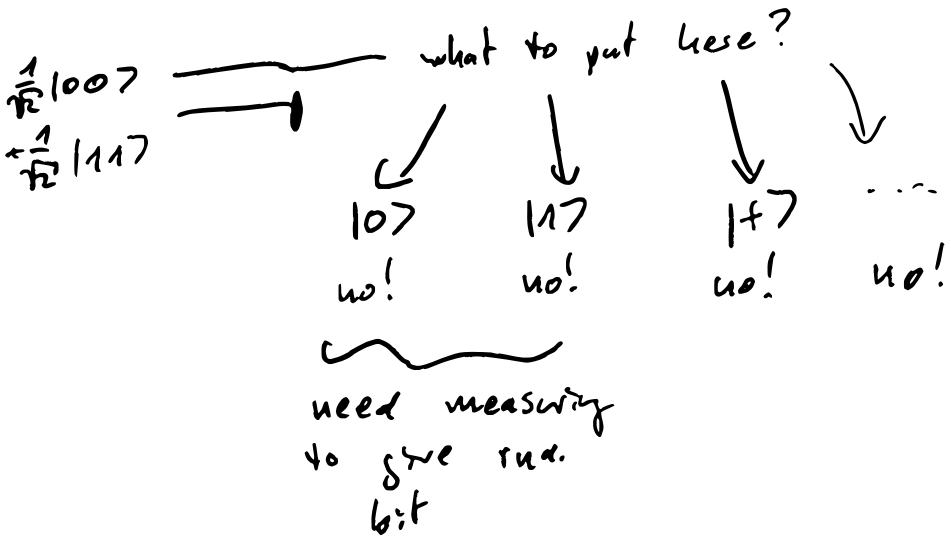 what to put here?
1/√2 |00>
+ 1/√2 |11>
|0> |1> |+> .....
no! no! no! no!
need measuring
to give rnd.
bit